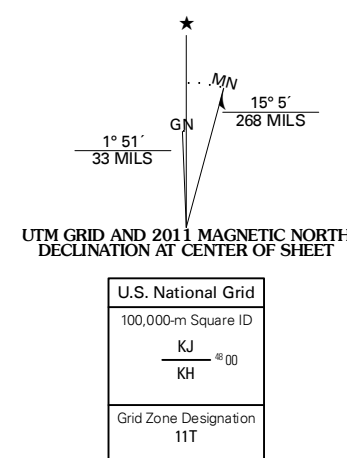 ★
MN
15° 5´
268 MILS
GN
1° 51´
33 MILS
UTM GRID AND 2011 MAGNETIC NORTH
DECLINATION AT CENTER OF SHEET
U.S. National Grid
100,000-m Square ID
KJ
48 00
KH
Grid Zone Designation
11T